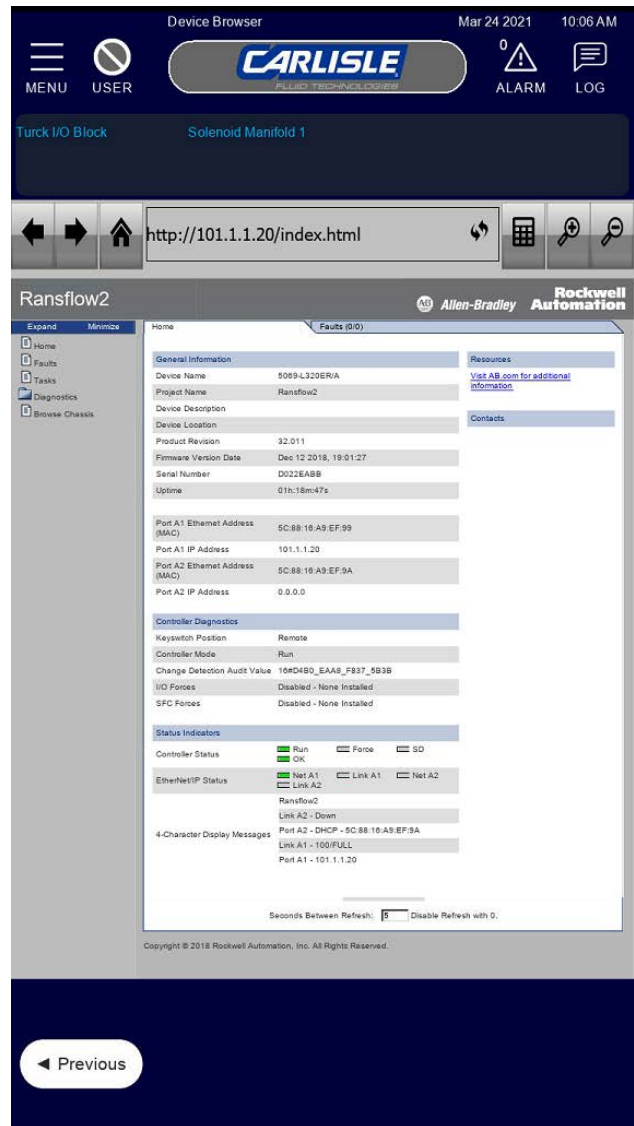 Device Browser Mar 24 2021 10:06 AM
MENU USER CARLISLE FLUID TECHNOLOGIES 0 ALARM LOG
Turck I/O Block Solenoid Manifold 1
http://101.1.1.20/index.html
Ransflow2 AB Allen-Bradley Rockwell Automation
Expand Minimize Home Faults (0/0)
Home
Faults
Tasks
Diagnostics
Browse Chassis
General Information
Device Name 5069-L320ER/A
Project Name Ransflow2
Device Description
Device Location
Product Revision 32.011
Firmware Version Date Dec 12 2018, 19:01:27
Serial Number D022EABB
Uptime 01h:18m:47s
Port A1 Ethernet Address
(MAC) 5C:88:16:A9:EF:99
Port A1 IP Address 101.1.1.20
Port A2 Ethernet Address
(MAC) 5C:88:16:A9:EF:9A
Port A2 IP Address 0.0.0.0
Controller Diagnostics
Keyswitch Position Remote
Controller Mode Run
Change Detection Audit Value 16#D4B0_EAA8_F837_5B3B
I/O Forces Disabled - None Installed
SFC Forces Disabled - None Installed
Status Indicators
Controller Status Run Force SD
OK
EtherNet/IP Status Net A1 Link A1 Net A2
Link A2
4-Character Display Messages
Ransflow2
Link A2 - Down
Port A2 - DHCP - 5C:88:16:A9:EF:9A
Link A1 - 100/FULL
Port A1 - 101.1.1.20
Resources
Visit AB.com for additional
information
Contacts
Seconds Between Refresh: 5 Disable Refresh with 0.
Copyright © 2018 Rockwell Automation, Inc. All Rights Reserved.
◄ Previous